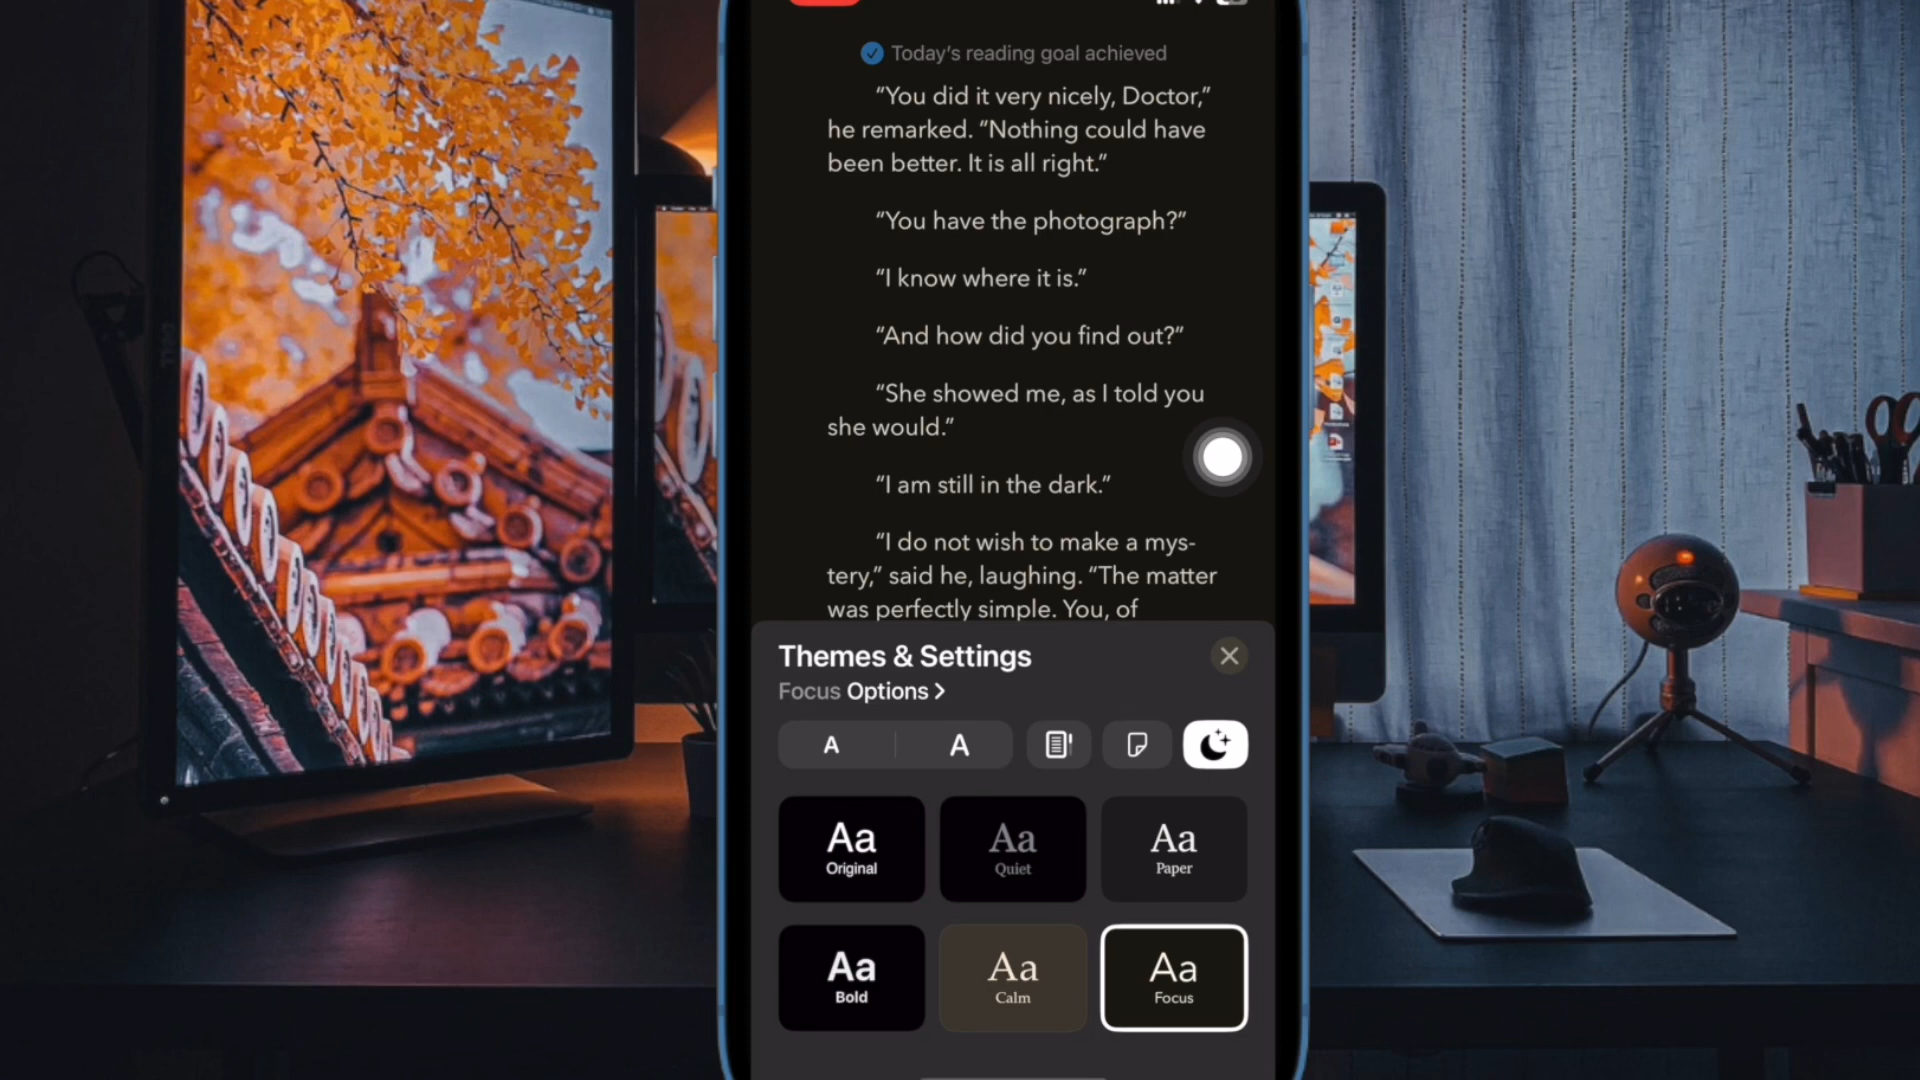 Today's reading goal achieved
“You did it very nicely, Doctor,”
he remarked. “Nothing could have
been better. It is all right.”
“You have the photograph?”
“I know where it is.”
“And how did you find out?”
“She showed me, as I told you
she would.”
“I am still in the dark.”
“I do not wish to make a mys-
tery,” said he, laughing. “The matter
was perfectly simple. You, of
Themes & Settings
Focus Options >
A A
Aa Aa Aa
Original Quiet Paper
Aa Aa Aa
Bold Calm Focus